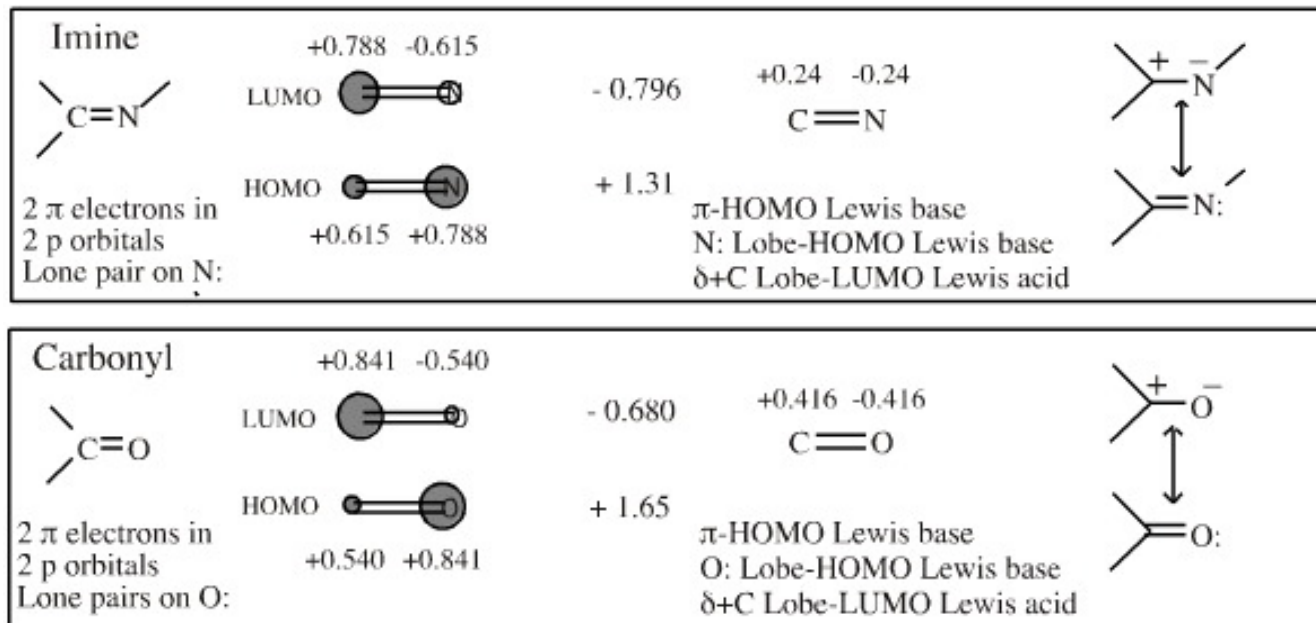 Imine
+0.788 -0.615
LUMO
N
- 0.796
+0.24 -0.24
C=N
+ -
N
C=N
HOMO
N
+ 1.31
2 π electrons in
2 p orbitals
Lone pair on N:
+0.615 +0.788
π-HOMO Lewis base
N: Lobe-HOMO Lewis base
δ+C Lobe-LUMO Lewis acid
N:
Carbonyl
+0.841 -0.540
LUMO
O
- 0.680
+0.416 -0.416
C=O
+ -
O
C=O
HOMO
O
+ 1.65
2 π electrons in
2 p orbitals
Lone pairs on O:
+0.540 +0.841
π-HOMO Lewis base
O: Lobe-HOMO Lewis base
δ+C Lobe-LUMO Lewis acid
O: